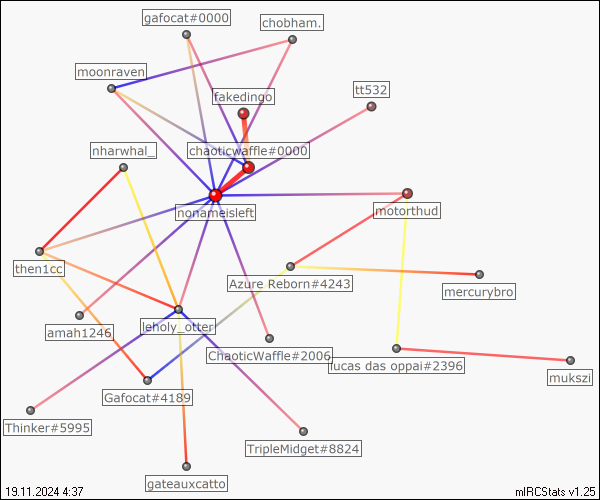 gafocat#0000
chobham.
moonraven
fakedingo
tt532
nharwhal_
chaoticwaffle#0000
nonameisleft
motorthud
then1cc
Azure Reborn#4243
mercurybro
amah1246
leholy_otter
ChaoticWaffle#2006
lucas das oppai#2396
mukszi
Gafocat#4189
Thinker#5995
TripleMidget#8824
gateauxcatto
19.11.2024 4:37
mIRCStats v1.25